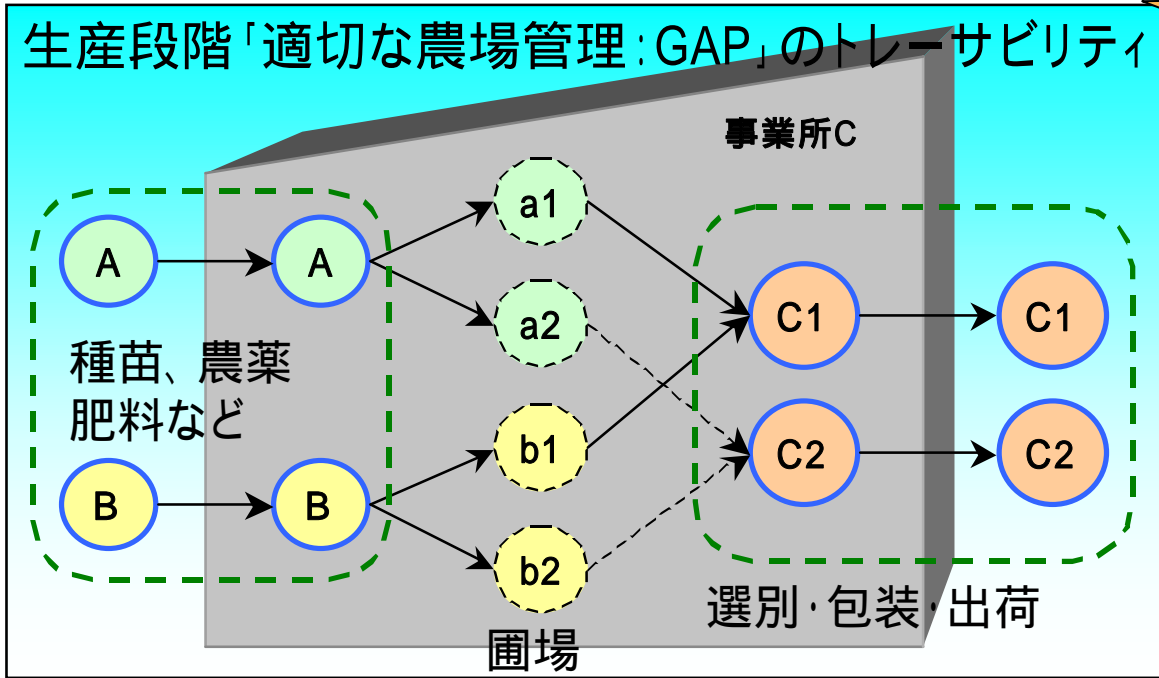 生産段階「適切な農場管理:GAP」のトレーサビリティ
事業所C
A
A
a1
a2
C1
C1
種苗、農薬
肥料など
b1
C2
C2
B
B
b2
選別・包装・出荷
圃場